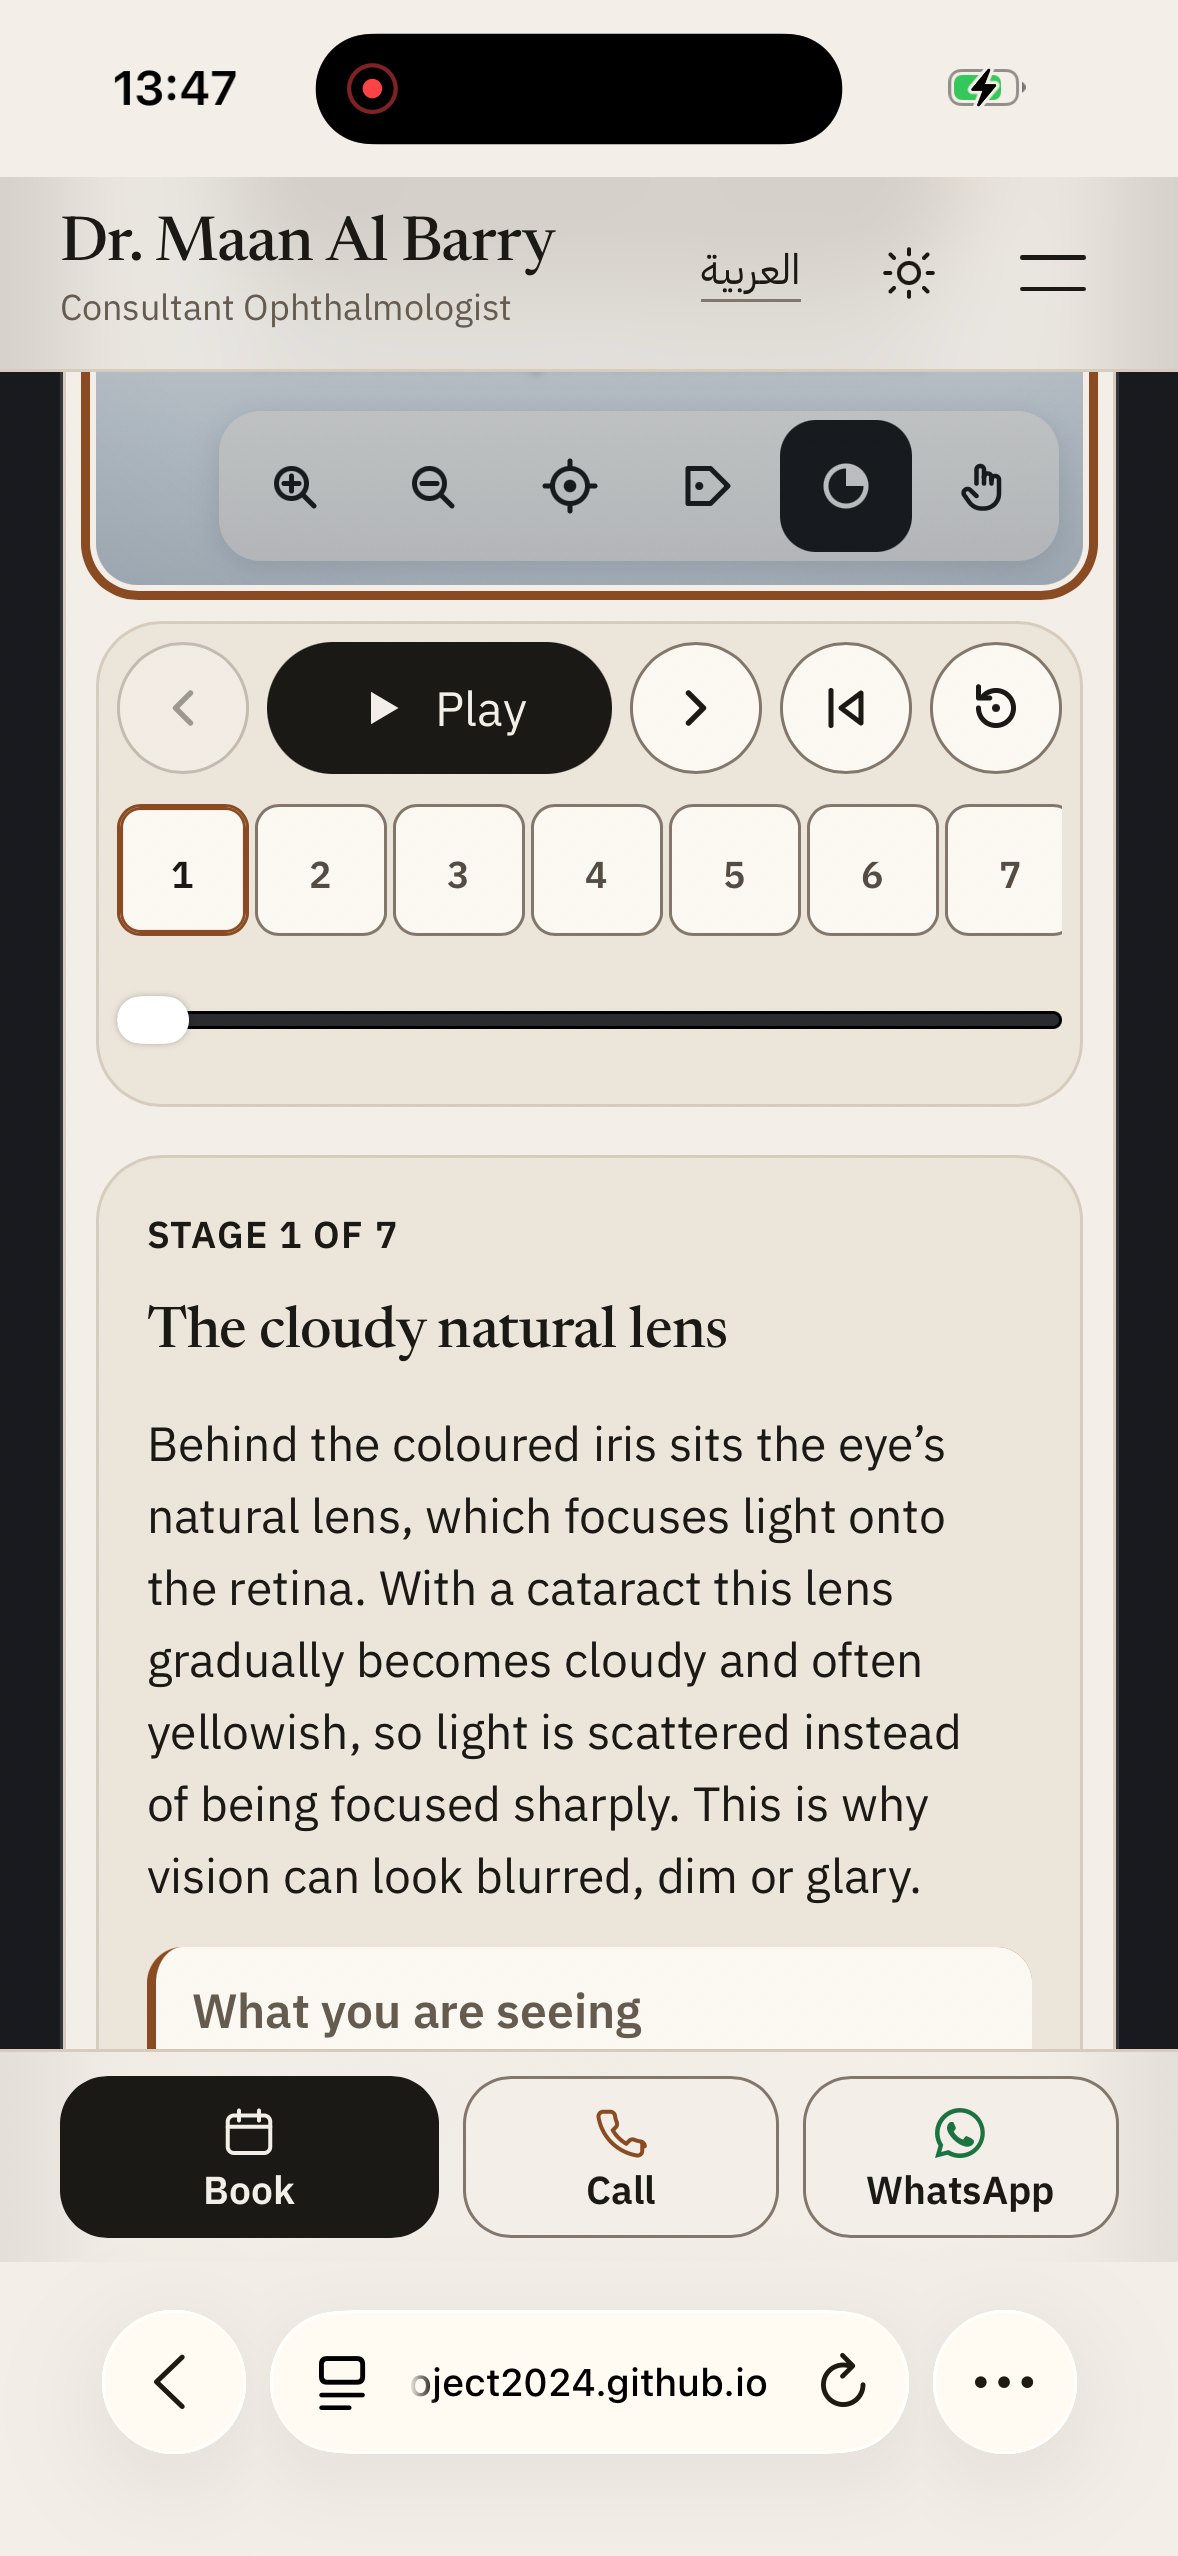 13:47
Dr. Maan Al Barry
Consultant Ophthalmologist
العربية
Play
1 2 3 4 5 6 7
STAGE 1 OF 7
The cloudy natural lens
Behind the coloured iris sits the eye’s
natural lens, which focuses light onto
the retina. With a cataract this lens
gradually becomes cloudy and often
yellowish, so light is scattered instead
of being focused sharply. This is why
vision can look blurred, dim or glary.
What you are seeing
Book
Call
WhatsApp
oject2024.github.io